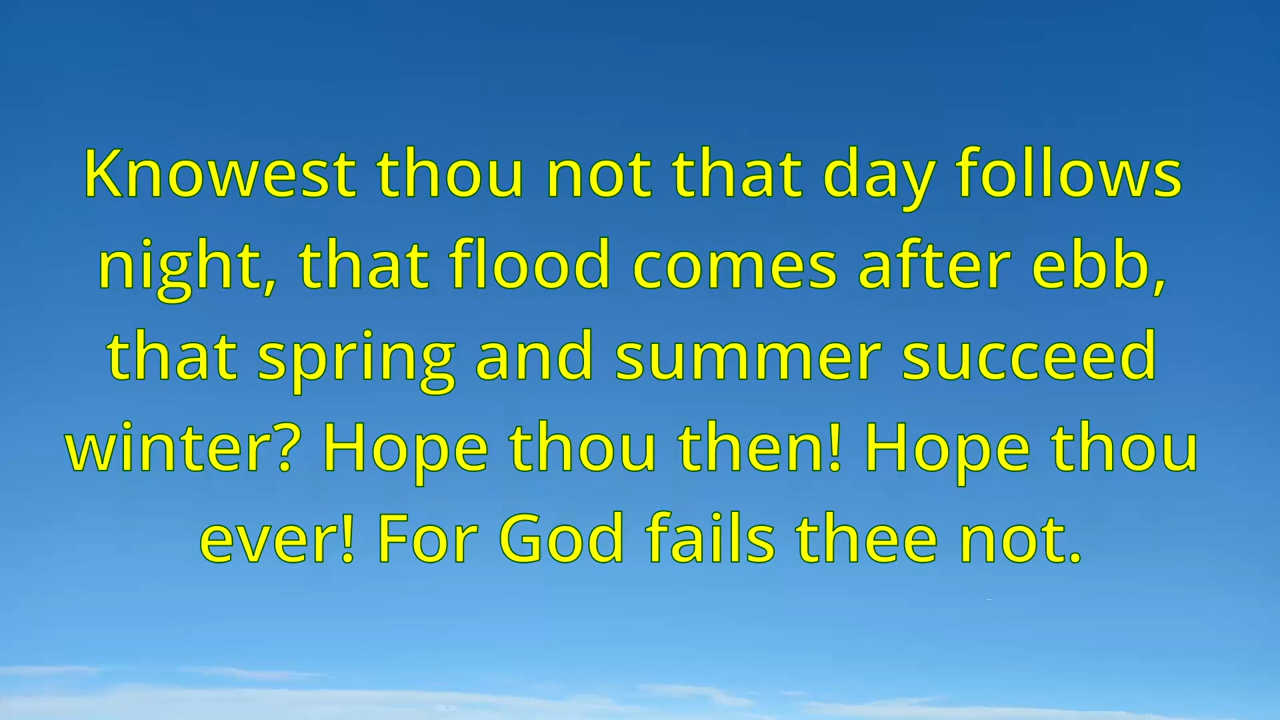 Knowest thou not that day follows
night, that flood comes after ebb,
that spring and summer succeed
winter? Hope thou then! Hope thou
ever! For God fails thee not.